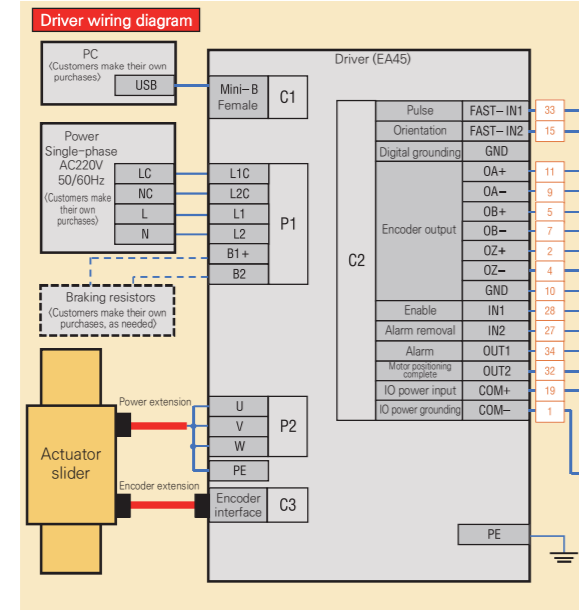 Driver wiring diagram
PC
(Customers make their own
purchases)
USB
Power
Single-phase
AC220V
50/60Hz
(Customers make
their own
purchases)
LC
NC
L
N
Braking resistors
(Customers make their own
purchases, as needed)
Actuator
slider
Power extension
Encoder extension
Driver (EA45)
Mini-B
Female
C1
L1C
L2C
L1
L2
B1+
B2
P1
U
V
W
P2
PE
Encoder
interface
C3
C2
Pulse FAST-IN1 33
Orientation FAST-IN2 15
Digital grounding GND
Encoder output
OA+ 11
OA- 9
OB+ 5
OB- 7
OZ+ 2
OZ- 4
GND 10
Enable IN1 28
Alarm removal IN2 27
Alarm OUT1 34
Motor positioning
complete
OUT2 32
IO power input COM+ 19
IO power grounding COM- 1
PE